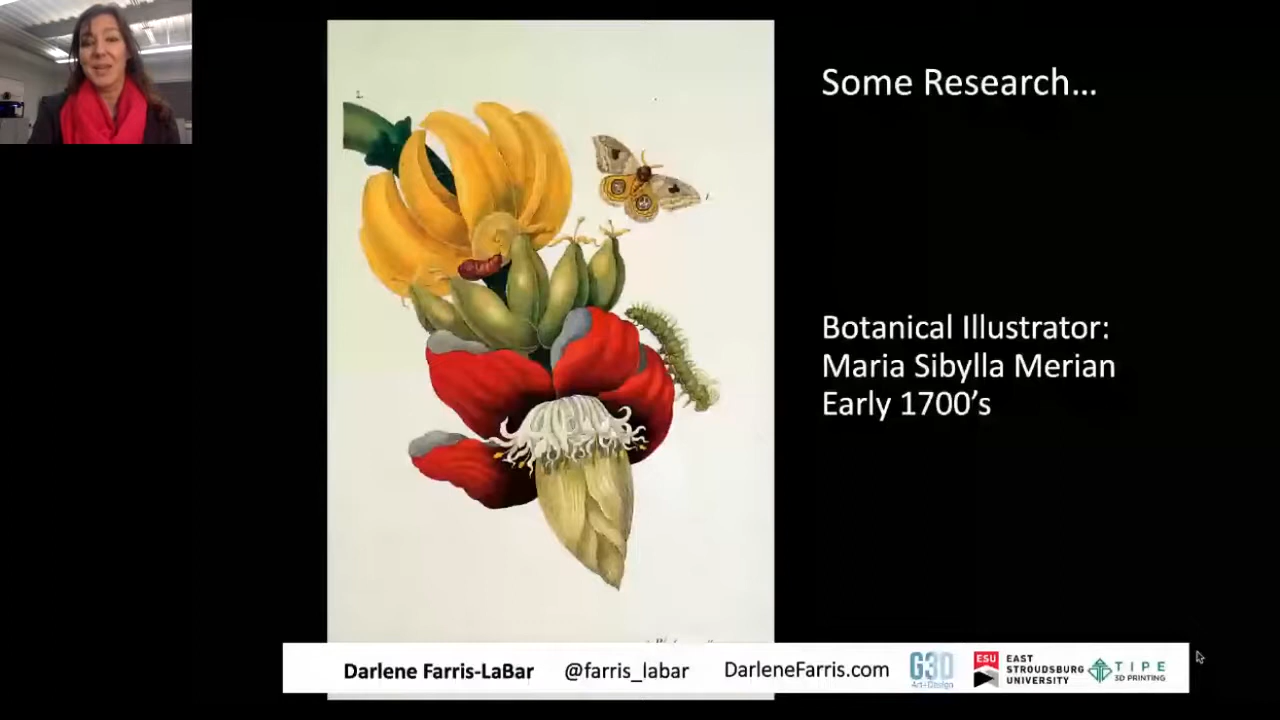 Some Research...
Botanical Illustrator:
Maria Sibylla Merian
Early 1700's
Darlene Farris-LaBar
@farris_labar
DarleneFarris.com
G3D
Art+Design
ESU
EAST
STROUDSBURG
UNIVERSITY
TIPE
3D PRINTING